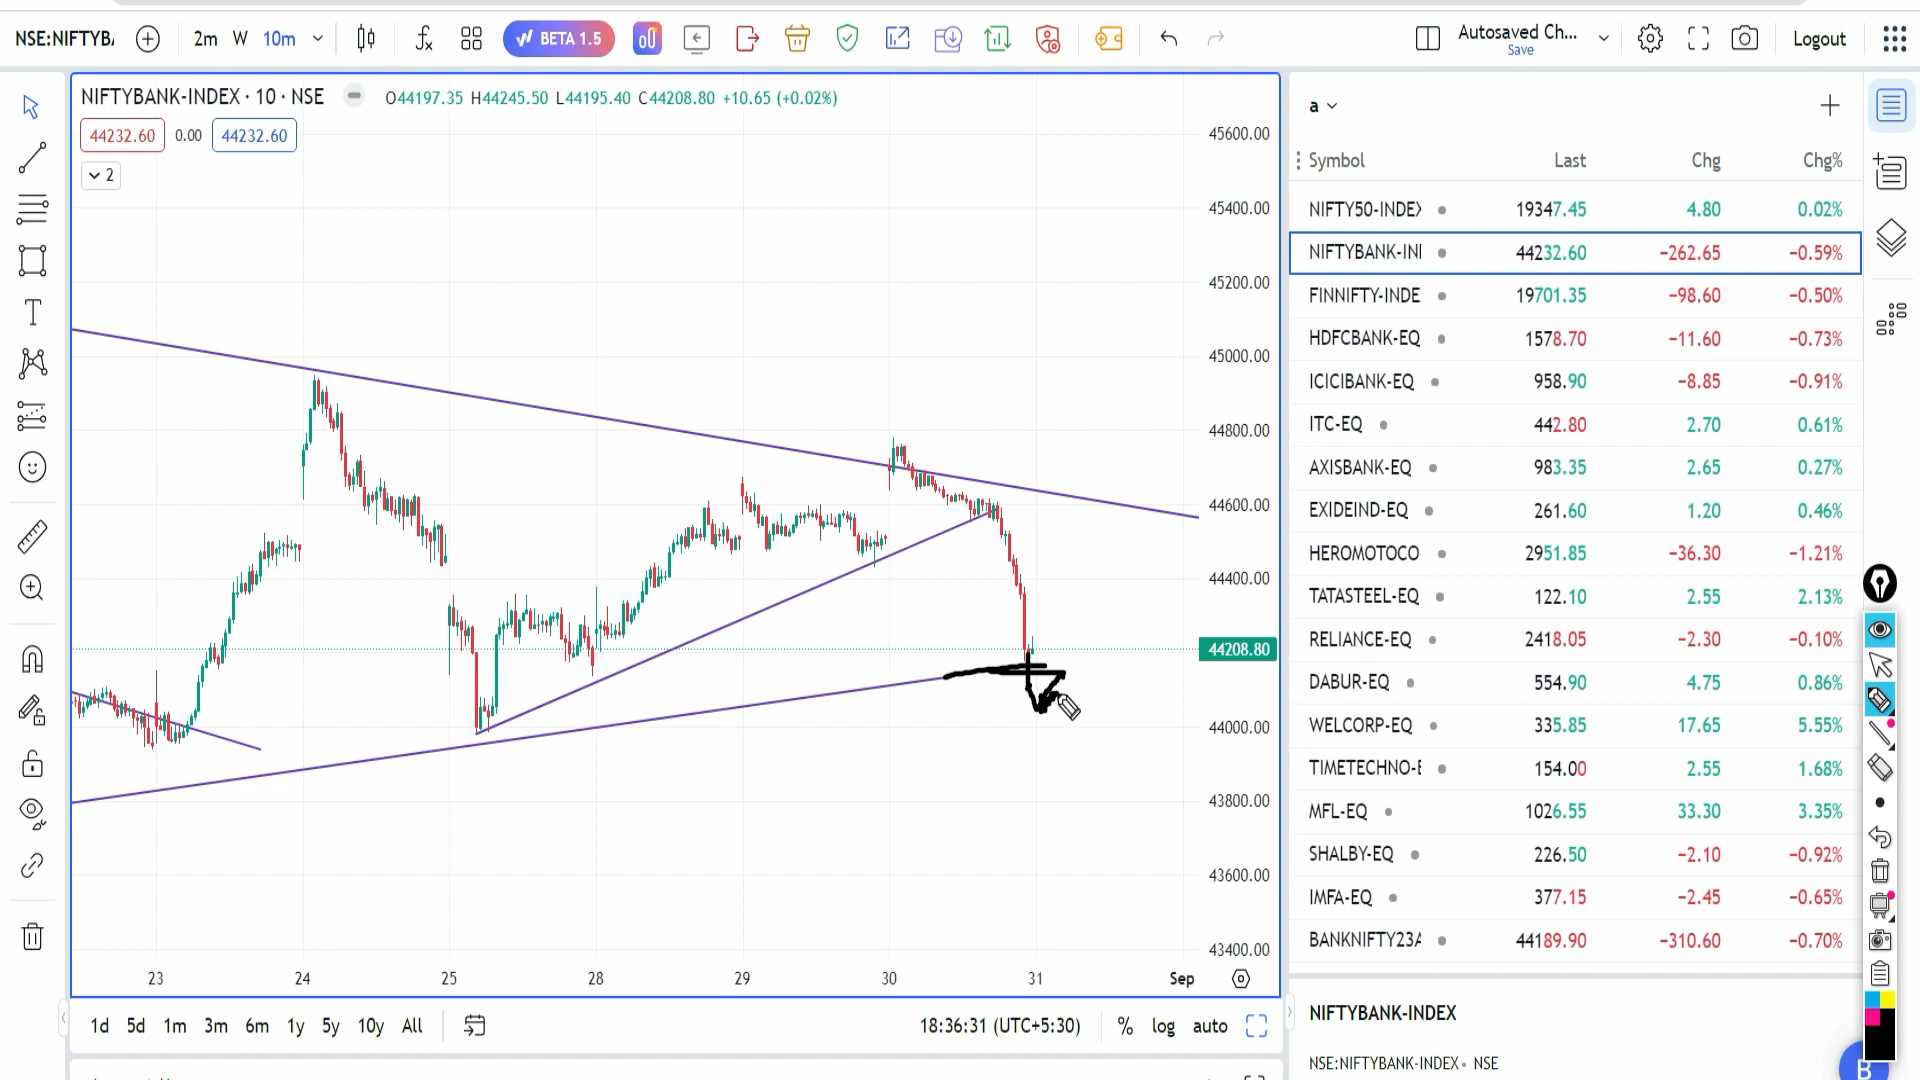 NSE:NIFTYBA 2m W 10m BETA 1.5 Autosaved Ch... Save Logout
NIFTYBANK-INDEX · 10 · NSE O44197.35 H44245.50 L44195.40 C44208.80 +10.65 (+0.02%)
44232.60 0.00 44232.60
2
45600.00
45400.00
45200.00
45000.00
44800.00
44600.00
44400.00
44208.80
44000.00
43800.00
43600.00
43400.00
23 24 25 28 29 30 31 Sep
1d 5d 1m 3m 6m 1y 5y 10y All 18:36:31 (UTC+5:30) % log auto
a
Symbol Last Chg Chg%
NIFTY50-INDEX 19347.45 4.80 0.02%
NIFTYBANK-INI 44232.60 −262.65 −0.59%
FINNIFTY-INDE 19701.35 −98.60 −0.50%
HDFCBANK-EQ 1578.70 −11.60 −0.73%
ICICIBANK-EQ 958.90 −8.85 −0.91%
ITC-EQ 442.80 2.70 0.61%
AXISBANK-EQ 983.35 2.65 0.27%
EXIDEIND-EQ 261.60 1.20 0.46%
HEROMOTOCO 2951.85 −36.30 −1.21%
TATASTEEL-EQ 122.10 2.55 2.13%
RELIANCE-EQ 2418.05 −2.30 −0.10%
DABUR-EQ 554.90 4.75 0.86%
WELCORP-EQ 335.85 17.65 5.55%
TIMETECHNO-E 154.00 2.55 1.68%
MFL-EQ 1026.55 33.30 3.35%
SHALBY-EQ 226.50 −2.10 −0.92%
IMFA-EQ 377.15 −2.45 −0.65%
BANKNIFTY23A 44189.90 −310.60 −0.70%
NIFTYBANK-INDEX
NSE:NIFTYBANK-INDEX • NSE
B